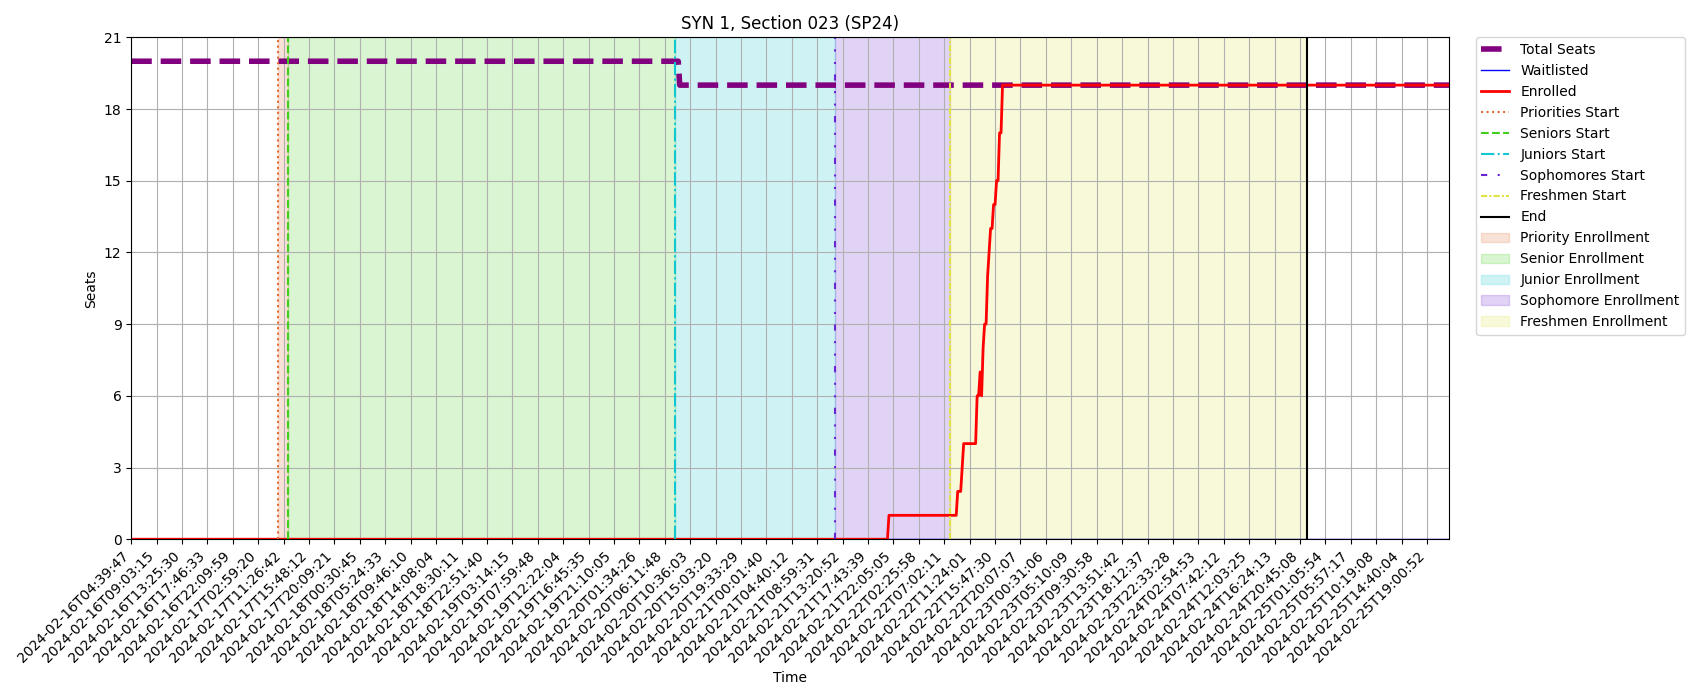 SYN 1, Section 023 (SP24)
21
18
15
12
9
6
3
0
Seats
2024-02-16T04:39:47
2024-02-16T09:03:15
2024-02-16T13:25:30
2024-02-16T17:46:33
2024-02-16T22:09:59
2024-02-17T02:59:20
2024-02-17T11:26:42
2024-02-17T15:48:12
2024-02-17T20:09:21
2024-02-18T00:30:45
2024-02-18T05:24:33
2024-02-18T09:46:10
2024-02-18T14:08:04
2024-02-18T18:30:11
2024-02-18T22:51:40
2024-02-19T03:14:15
2024-02-19T07:59:48
2024-02-19T12:22:04
2024-02-19T16:45:35
2024-02-19T21:10:05
2024-02-20T01:34:26
2024-02-20T06:11:48
2024-02-20T10:36:03
2024-02-20T15:03:20
2024-02-20T19:33:29
2024-02-21T00:01:40
2024-02-21T04:40:12
2024-02-21T08:59:31
2024-02-21T13:20:52
2024-02-21T17:43:39
2024-02-21T22:05:05
2024-02-22T02:25:58
2024-02-22T07:02:11
2024-02-22T11:24:01
2024-02-22T15:47:30
2024-02-22T20:07:07
2024-02-23T00:31:06
2024-02-23T05:10:09
2024-02-23T09:30:58
2024-02-23T13:51:42
2024-02-23T18:12:37
2024-02-23T22:33:28
2024-02-24T02:54:53
2024-02-24T07:42:12
2024-02-24T12:03:25
2024-02-24T16:24:13
2024-02-24T20:45:08
2024-02-25T01:05:54
2024-02-25T05:57:17
2024-02-25T10:19:08
2024-02-25T14:40:04
2024-02-25T19:00:52
Time
Total Seats
Waitlisted
Enrolled
Priorities Start
Seniors Start
Juniors Start
Sophomores Start
Freshmen Start
End
Priority Enrollment
Senior Enrollment
Junior Enrollment
Sophomore Enrollment
Freshmen Enrollment